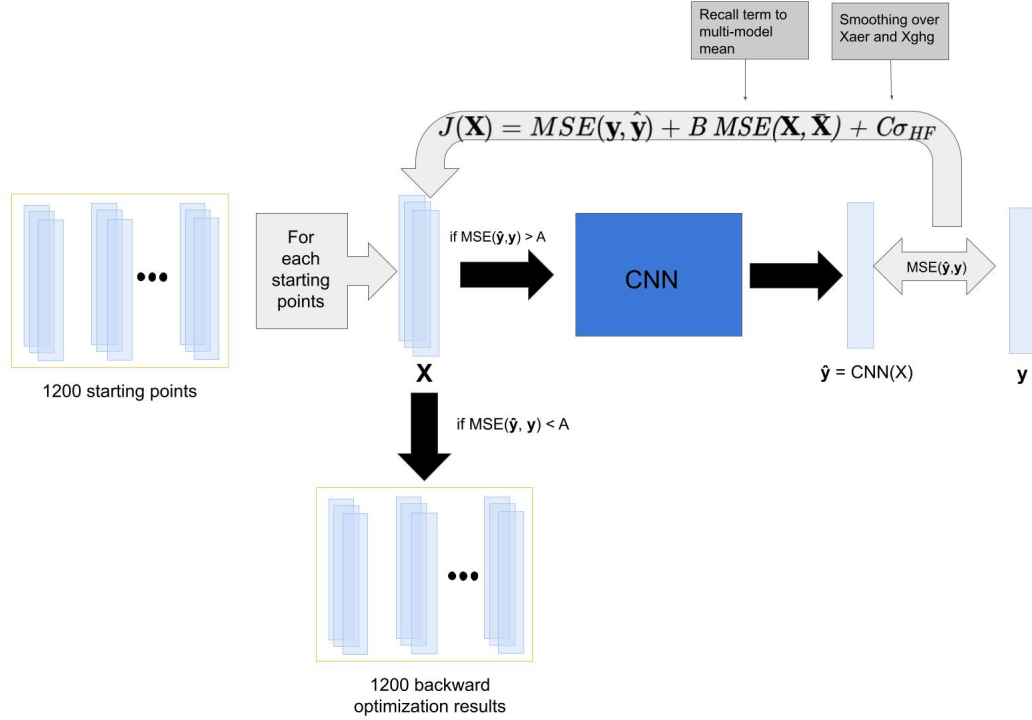 Recall term to
multi-model
mean
Smoothing over
Xaer and Xghg
J(X) = MSE(y, ŷ) + B MSE(X, X̄) + Cσ_HF
For
each
starting
points
if MSE(ŷ,y) > A
CNN
MSE(ŷ,y)
1200 starting points
X
ŷ = CNN(X)
y
if MSE(ŷ, y) < A
1200 backward
optimization results